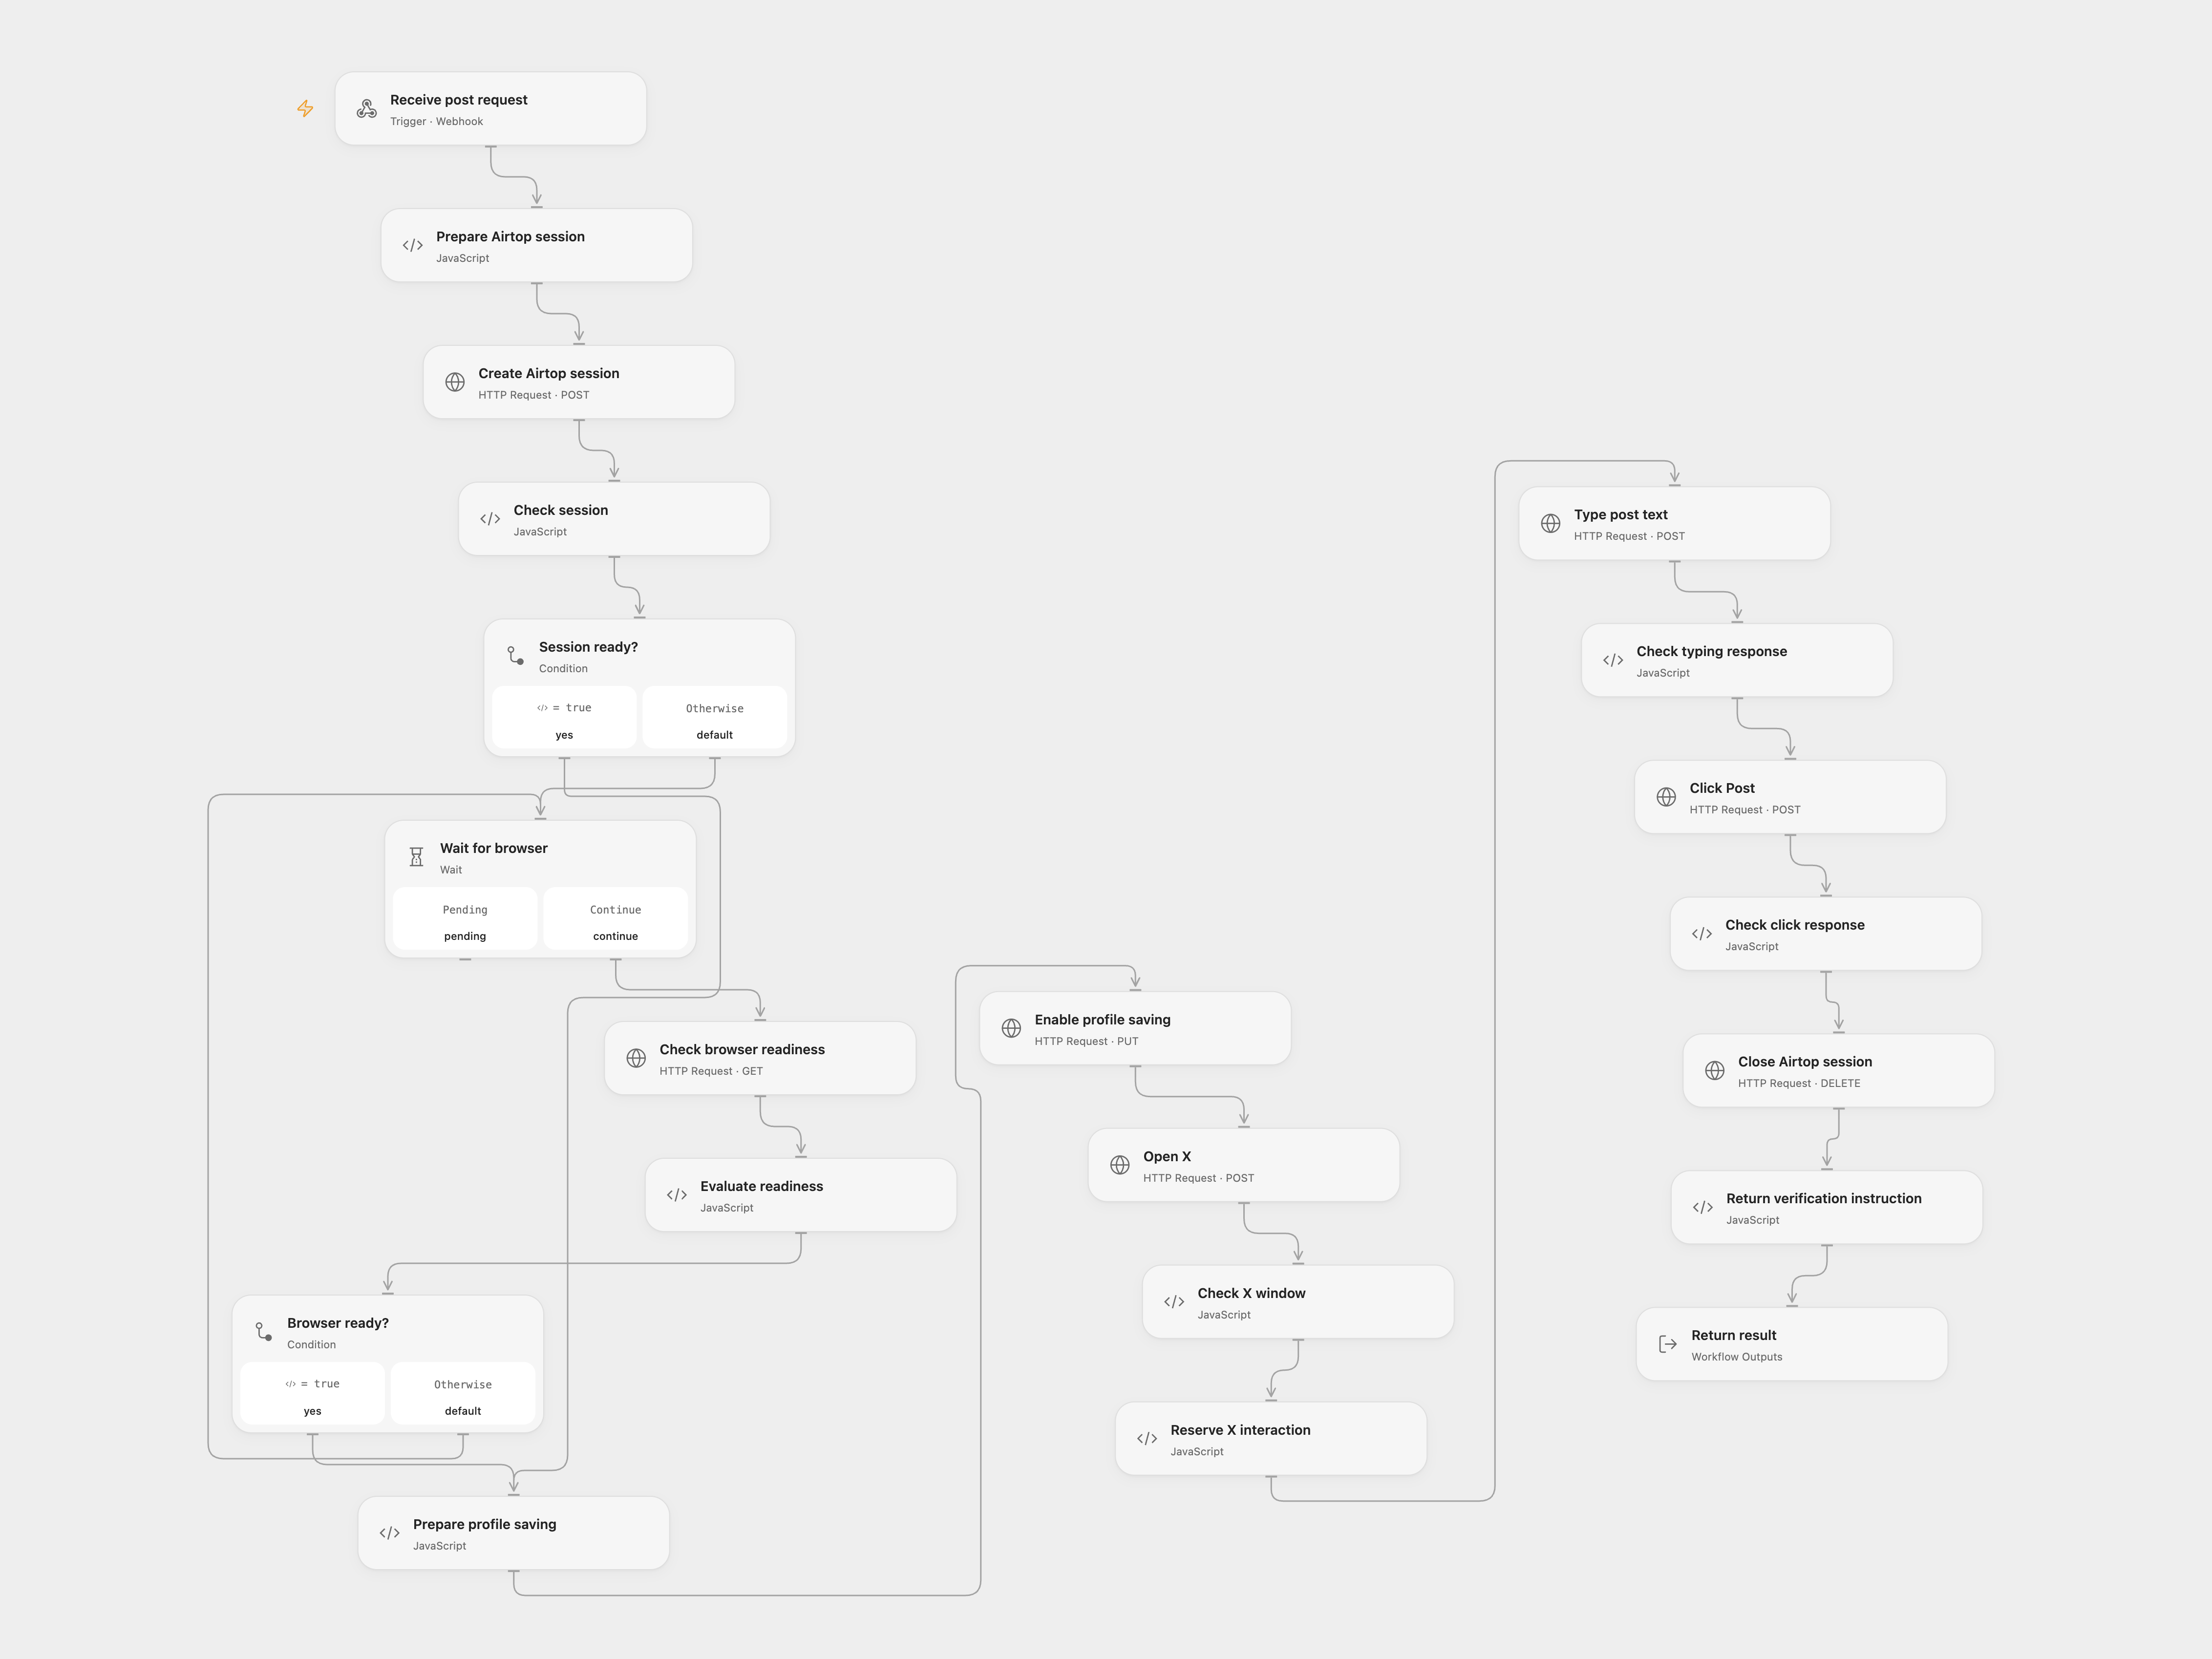 Receive post request
Trigger · Webhook
Prepare Airtop session
JavaScript
Create Airtop session
HTTP Request · POST
Check session
JavaScript
Session ready?
Condition
</> = true
yes
Otherwise
default
Wait for browser
Wait
Pending
pending
Continue
continue
Check browser readiness
HTTP Request · GET
Evaluate readiness
JavaScript
Browser ready?
Condition
</> = true
yes
Otherwise
default
Prepare profile saving
JavaScript
Enable profile saving
HTTP Request · PUT
Open X
HTTP Request · POST
Check X window
JavaScript
Reserve X interaction
JavaScript
Type post text
HTTP Request · POST
Check typing response
JavaScript
Click Post
HTTP Request · POST
Check click response
JavaScript
Close Airtop session
HTTP Request · DELETE
Return verification instruction
JavaScript
Return result
Workflow Outputs